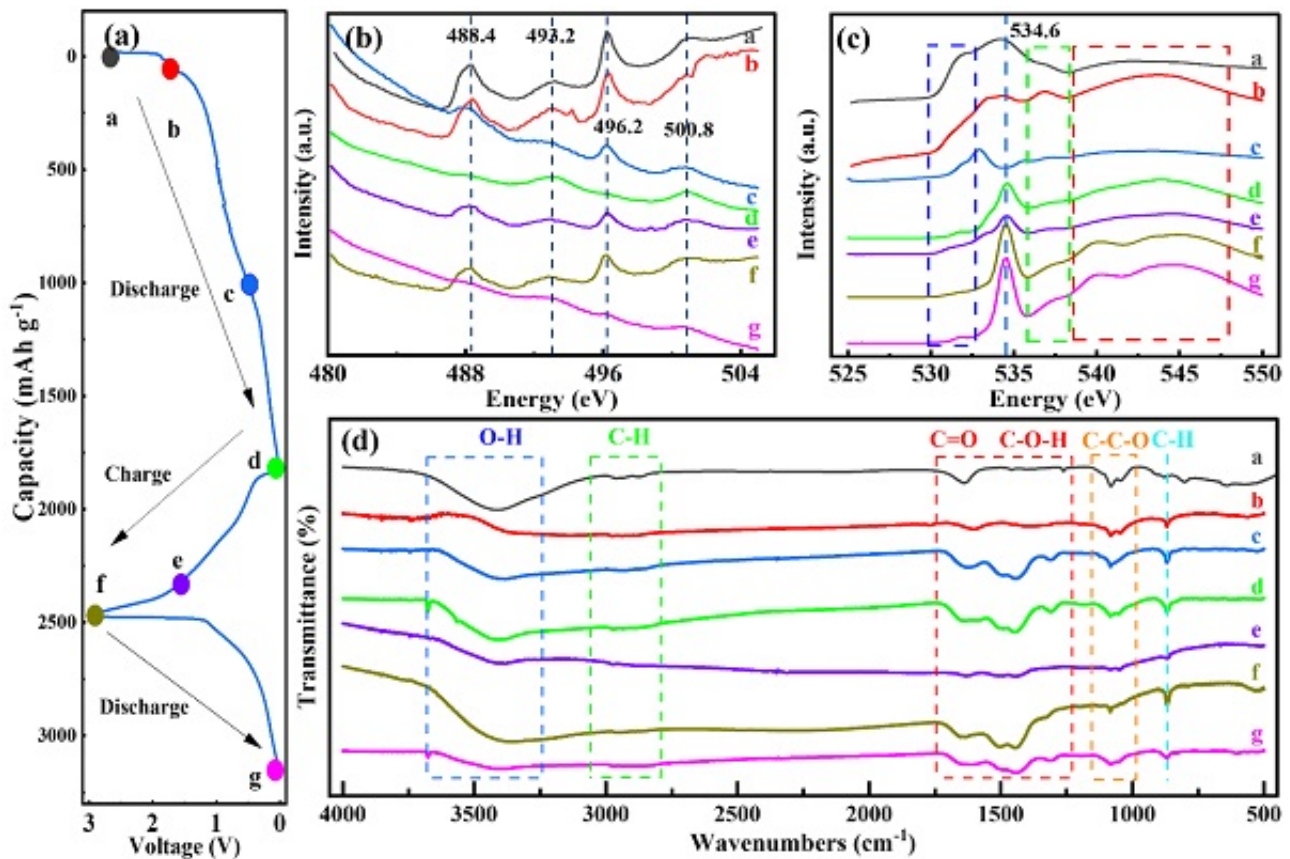 (a)
0
500
1000
1500
2000
2500
3000
Capacity (mAh g-1)
a
b
Discharge
c
Charge
d
e
f
Discharge
g
3 2 1 0
Voltage (V)
(b)
488.4 493.2
a
b
496.2 500.8
c
d
e
f
g
Intensity (a.u.)
480 488 496 504
Energy (eV)
(c)
534.6
a
b
c
d
e
f
g
Intensity (a.u.)
525 530 535 540 545 550
Energy (eV)
(d)
O-H C-H C=O C-O-H C-C-O C-H
a
b
c
d
e
f
g
Transmittance (%)
4000 3500 3000 2500 2000 1500 1000 500
Wavenumbers (cm-1)